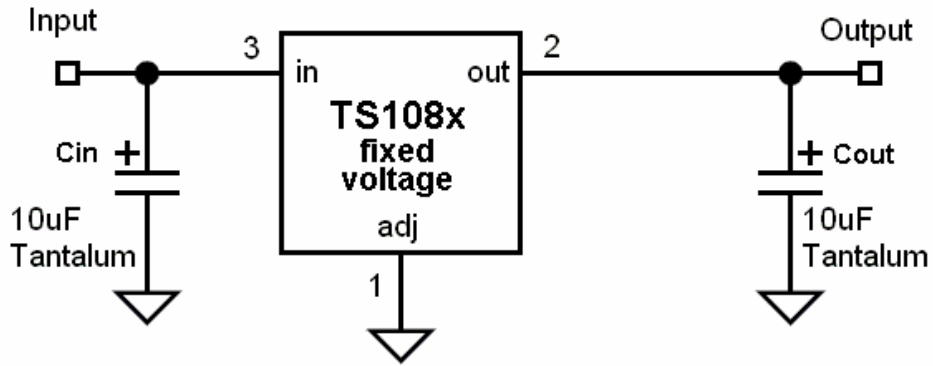 Input
Output
3
2
in
out
TS108x
fixed
voltage
adj
1
Cin +
10uF
Tantalum
+ Cout
10uF
Tantalum